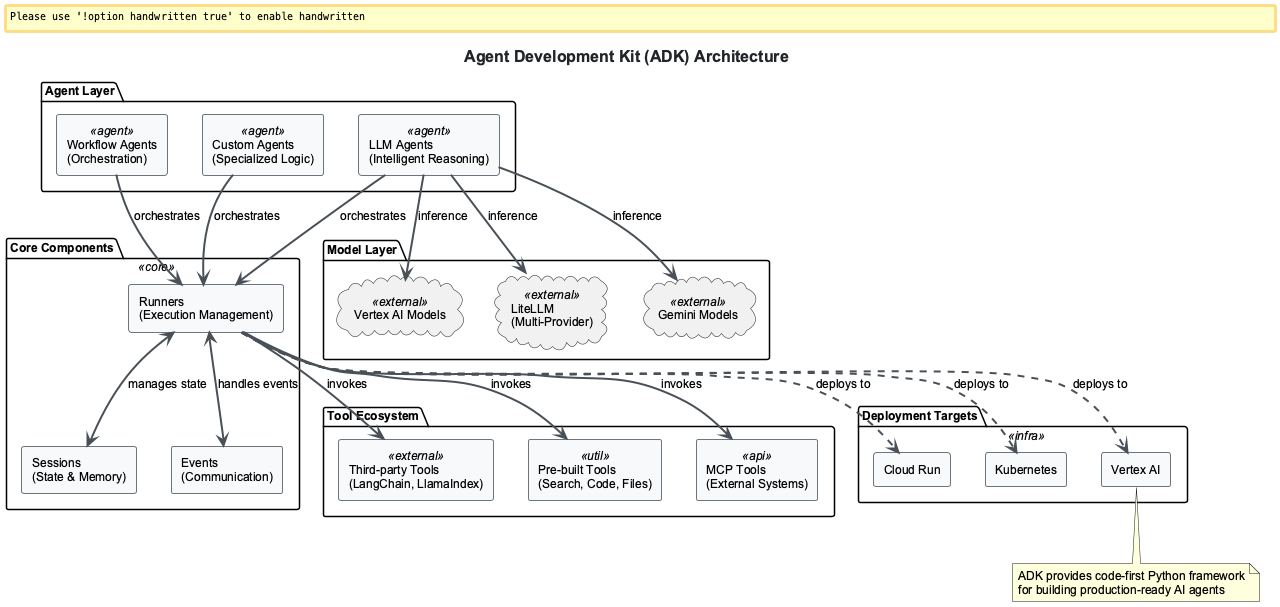 Please use '!option handwritten true' to enable handwritten
Agent Development Kit (ADK) Architecture
Agent Layer
«agent»
Workflow Agents
(Orchestration)
«agent»
Custom Agents
(Specialized Logic)
«agent»
LLM Agents
(Intelligent Reasoning)
orchestrates
orchestrates
orchestrates
inference
inference
inference
Core Components
«core»
Runners
(Execution Management)
Model Layer
«external»
Vertex AI Models
«external»
LiteLLM
(Multi-Provider)
«external»
Gemini Models
manages state
handles events
invokes
invokes
invokes
deploys to
deploys to
deploys to
Sessions
(State & Memory)
Events
(Communication)
Tool Ecosystem
«external»
Third-party Tools
(LangChain, LlamaIndex)
«util»
Pre-built Tools
(Search, Code, Files)
«api»
MCP Tools
(External Systems)
Deployment Targets
«infra»
Cloud Run
Kubernetes
Vertex AI
ADK provides code-first Python framework
for building production-ready AI agents